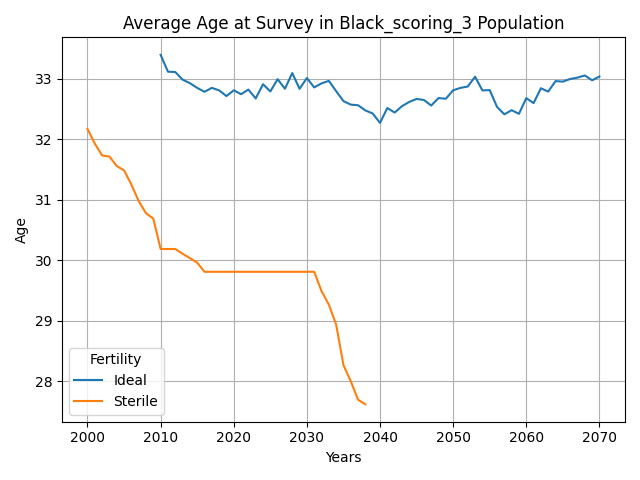 Average Age at Survey in Black_scoring_3 Population
33
32
31
30
29
28
Age
Fertility
Ideal
Sterile
2000 2010 2020 2030 2040 2050 2060 2070
Years